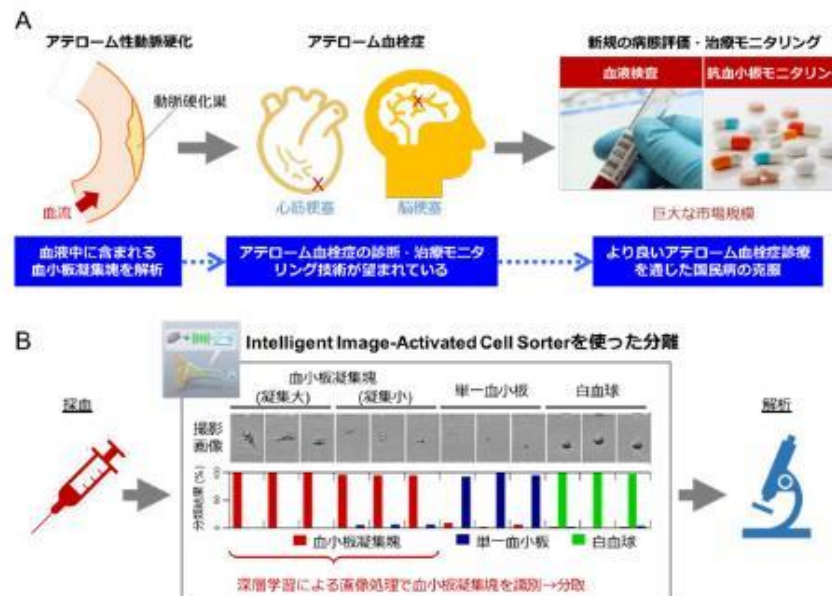 A
アテローム性動脈硬化
アテローム血栓症
新規の病態評価・治療モニタリング
血液検査
抗血小板モニタリン
動脈硬化巣
血流
心筋梗塞
脳梗塞
巨大な市場規模
血液中に含まれる
血小板凝集塊を解析
アテローム血栓症の診断・治療モニタ
リング技術が望まれている
より良いアテローム血栓症診療
を通じた国民病の克服
B
Intelligent Image-Activated Cell Sorterを使った分離
採血
血小板凝集塊
(凝集大)
(凝集小)
単一血小板
白血球
撮影
画像
分類結果(%)
血小板凝集塊
単一血小板
白血球
深層学習による画像処理で血小板凝集塊を識別→分取
解析